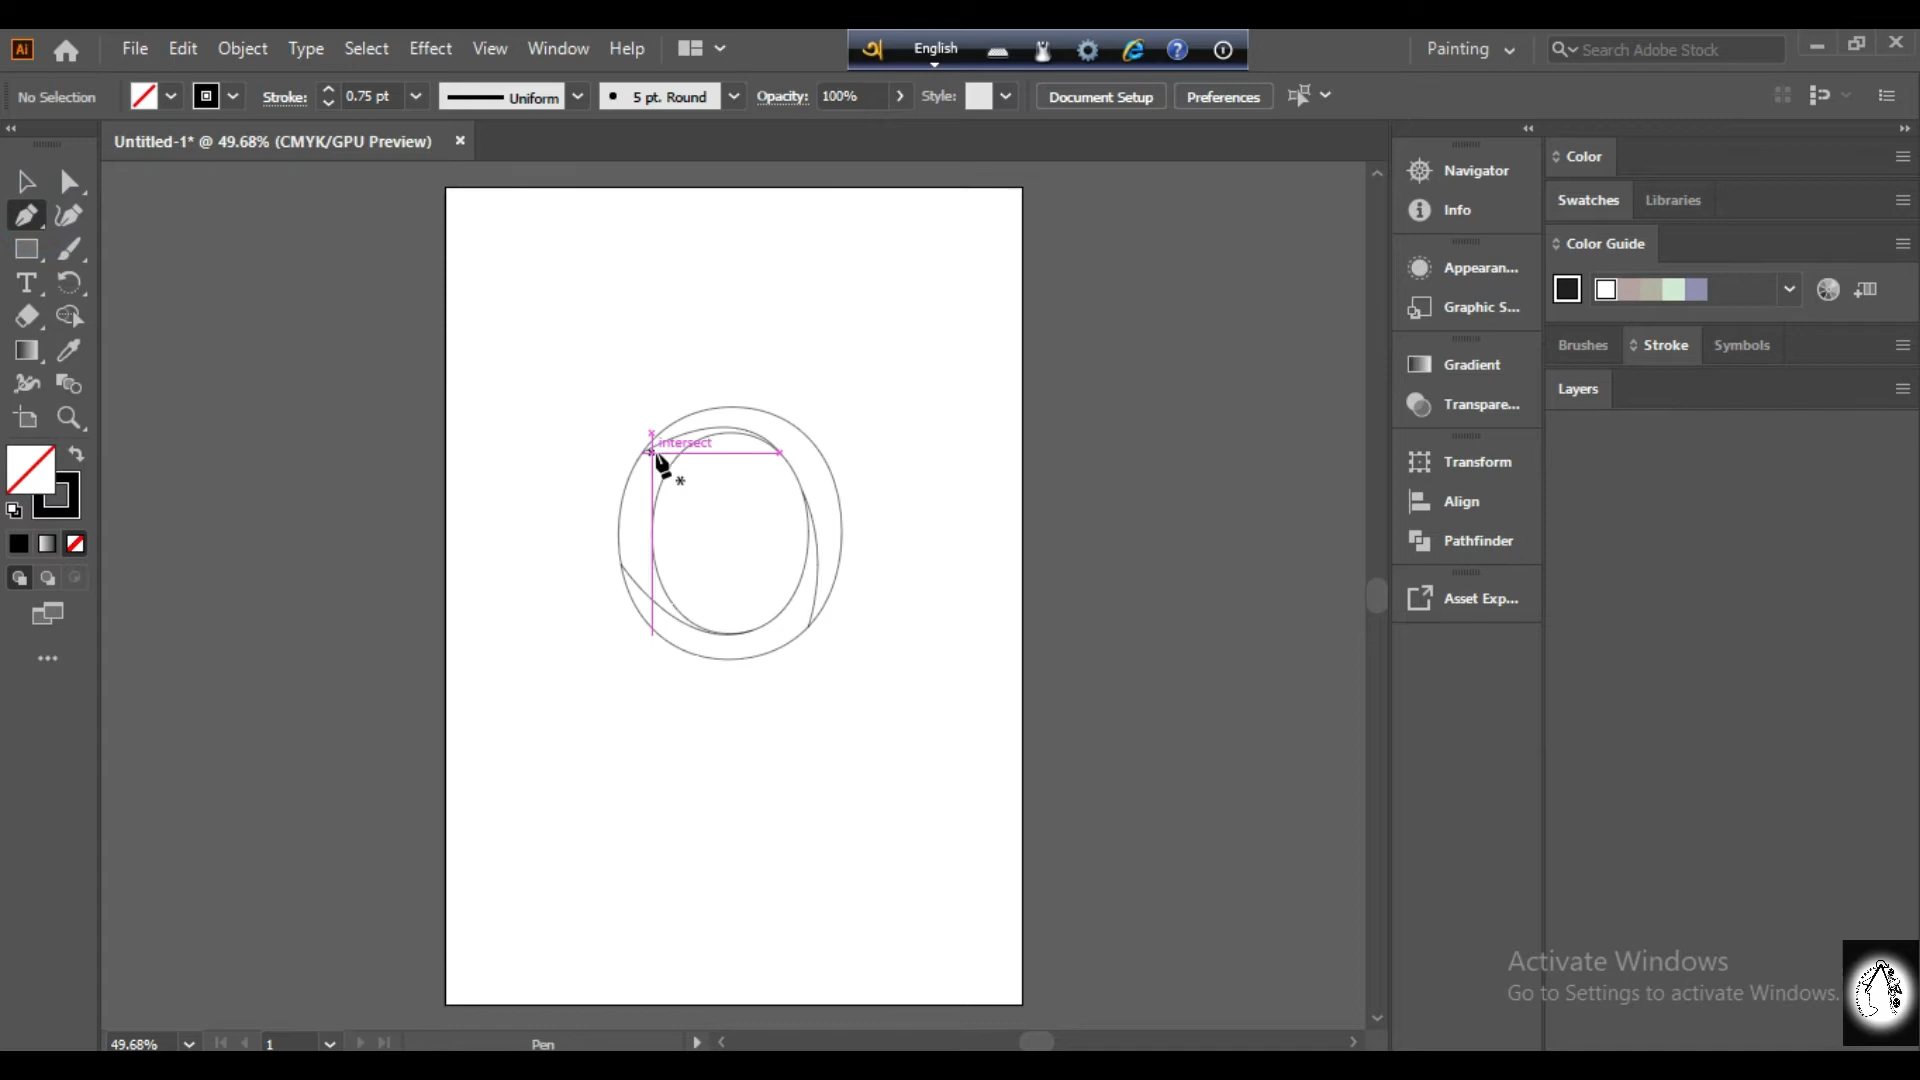 Ai File Edit Object Type Select Effect View Window Help অ English Painting Search Adobe Stock
No Selection Stroke: 0.75 pt Uniform 5 pt. Round Opacity: 100% Style: Document Setup Preferences
Untitled-1* @ 49.68% (CMYK/GPU Preview)
intersect
Navigator
Info
Appearan...
Graphic S...
Gradient
Transpare...
Transform
Align
Pathfinder
Asset Exp...
Color
Swatches Libraries
Color Guide
Brushes Stroke Symbols
Layers
Activate Windows
Go to Settings to activate Windows.
49.68% 1 Pen